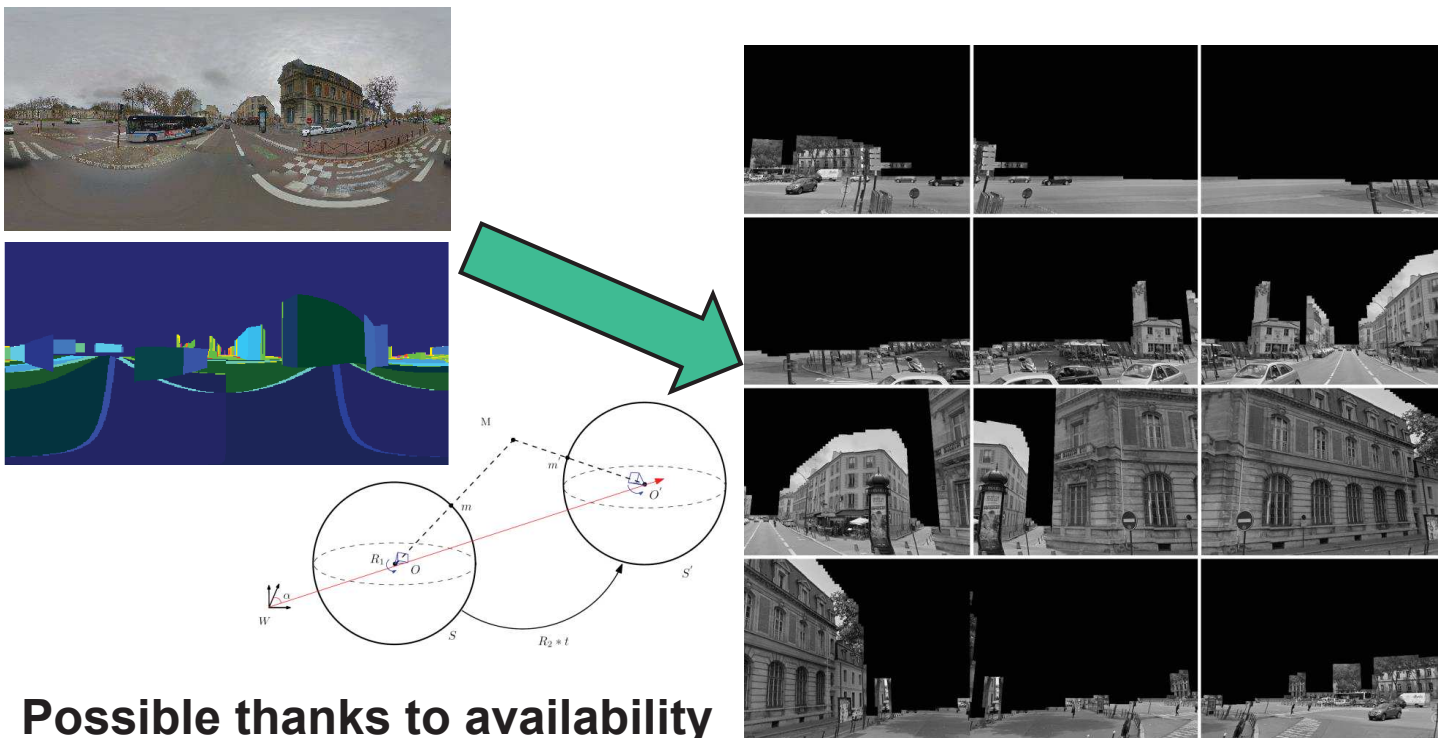 M
m
m'
O'
R₁
O
α
W
S
S'
R₂ * t
Possible thanks to availability